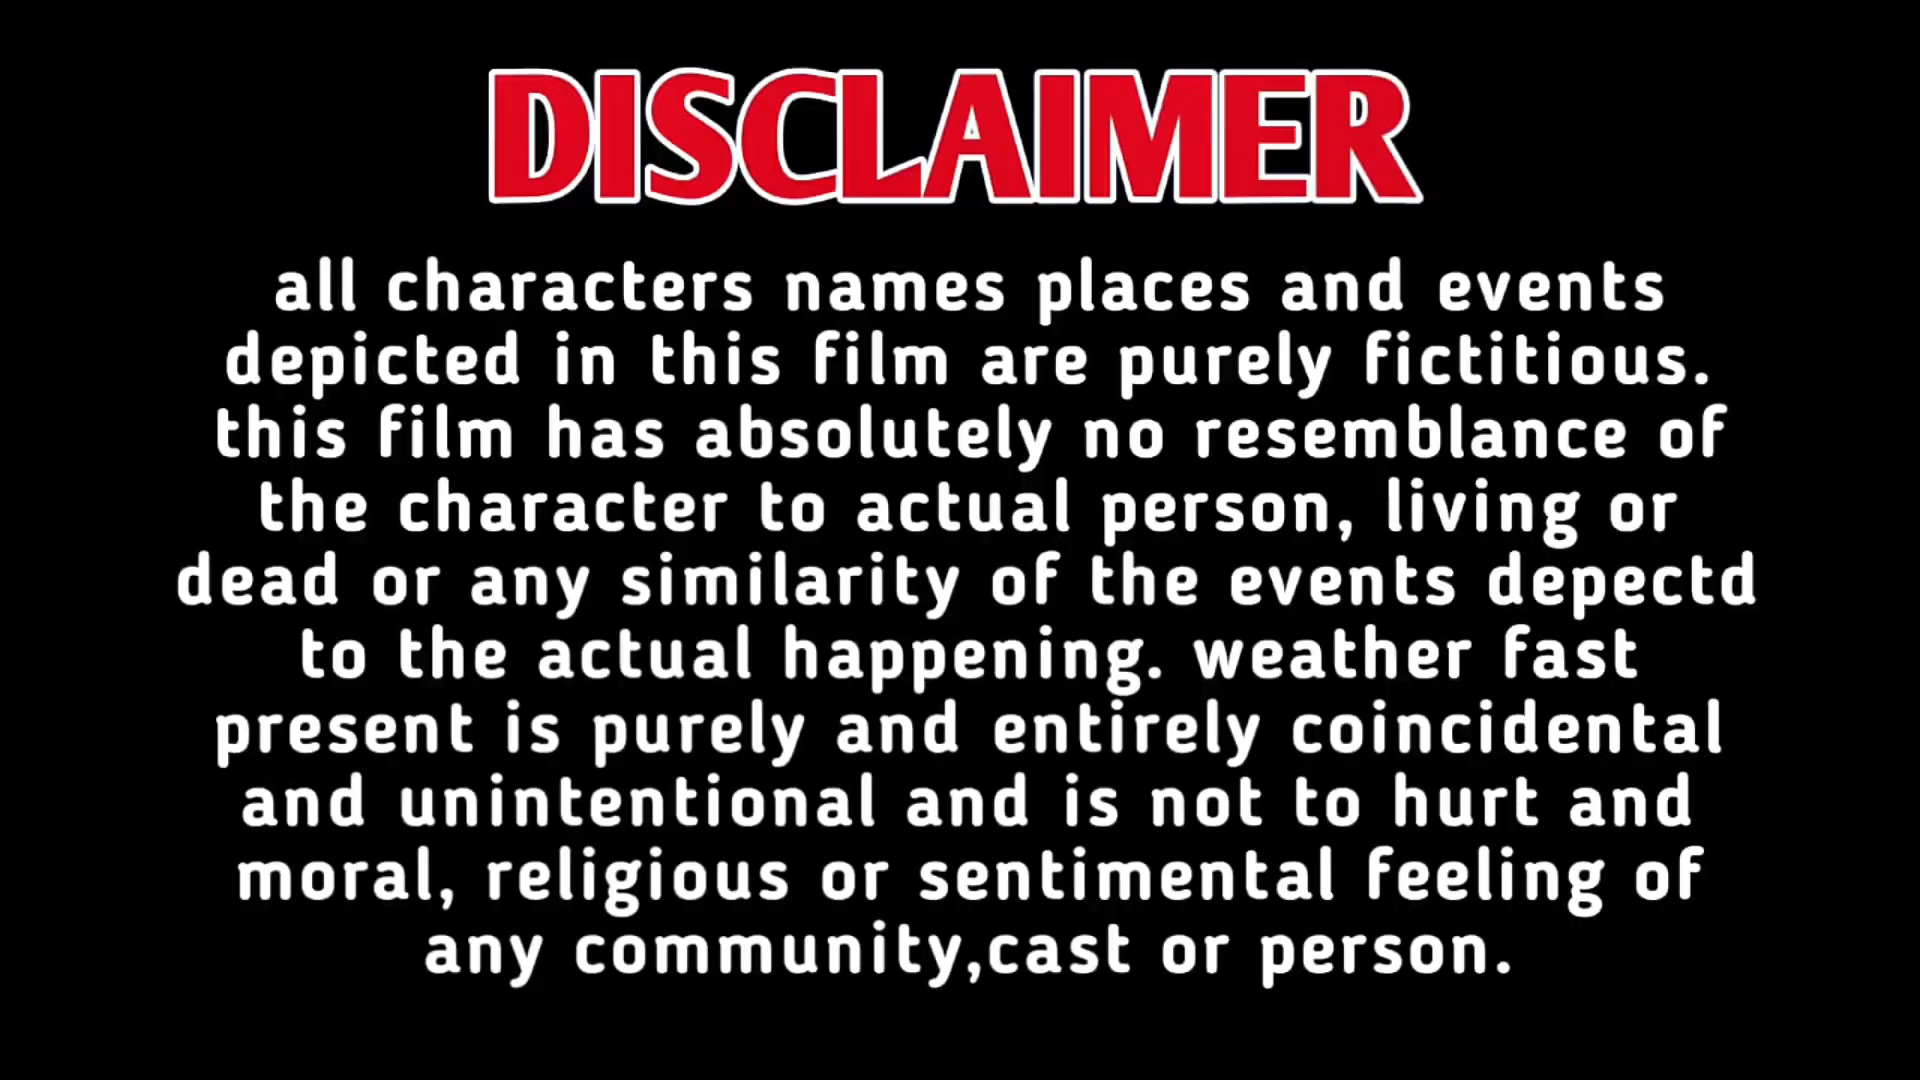 DISCLAIMER
all characters names places and events
depicted in this film are purely fictitious.
this film has absolutely no resemblance of
the character to actual person, living or
dead or any similarity of the events depectd
to the actual happening. weather fast
present is purely and entirely coincidental
and unintentional and is not to hurt and
moral, religious or sentimental feeling of
any community,cast or person.